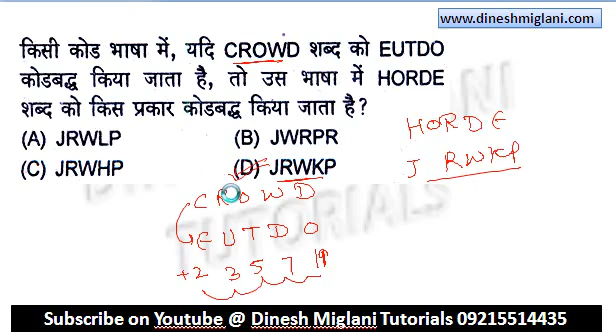 www.dineshmiglani.com
किसी कोड भाषा में, यदि CROWD शब्द को EUTDO
कोडबद्ध किया जाता है, तो उस भाषा में HORDE
शब्द को किस प्रकार कोडबद्ध किया जाता है?
(A) JRWLP (B) JWRPR
(C) JRWHP (D) JRWKP
HORDE
J RWKP
CROWD
EUTDO
+2 3 5 7 11
TUTORIALS
Subscribe on Youtube @ Dinesh Miglani Tutorials 09215514435